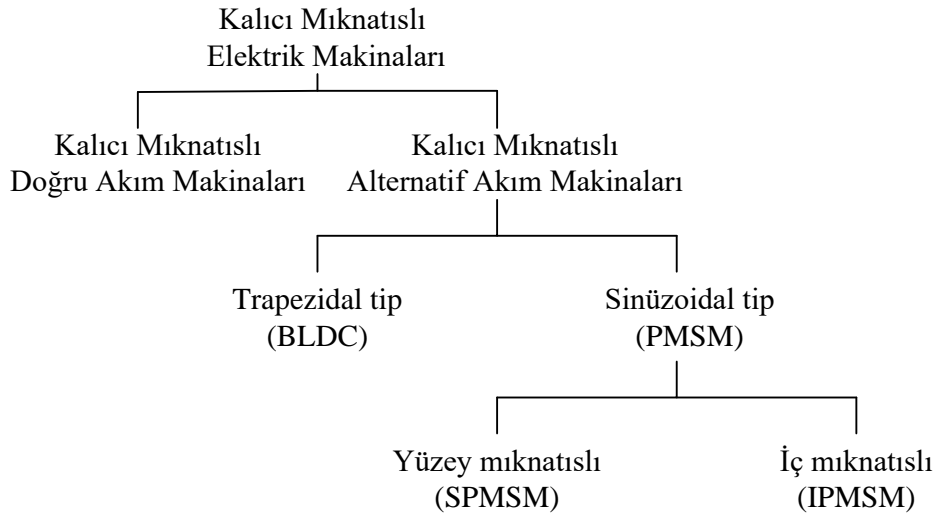 Kalıcı Mıknatıslı
Elektrik Makinaları
Kalıcı Mıknatıslı
Doğru Akım Makinaları
Kalıcı Mıknatıslı
Alternatif Akım Makinaları
Trapezidal tip
(BLDC)
Sinüzoidal tip
(PMSM)
Yüzey mıknatıslı
(SPMSM)
İç mıknatıslı
(IPMSM)